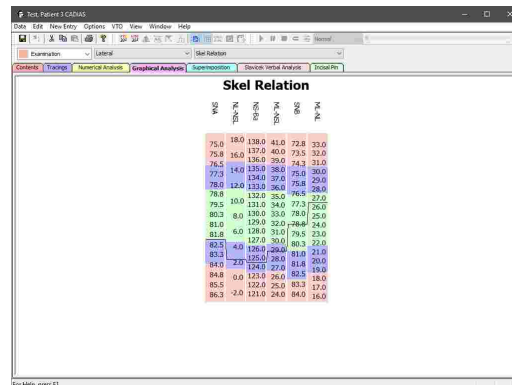 Test, Patient 3 CADIAS
Data Edit New Entry Options VTO View Window Help
Normal
Examination Lateral Skel Relation
Contents Tracings Numerical Analysis Graphical Analysis Superimposition Slavicek Verbal Analysis Incisal Pin
Skel Relation
SNA NL-NSL NS-Ba ML-NSL SNB ML-NL
75.0 18.0 138.0 41.0 72.8 33.0
75.8 16.0 137.0 40.0 73.5 32.0
76.5 136.0 39.0 74.3 31.0
77.3 14.0 135.0 38.0 75.0 30.0
134.0 37.0 29.0
78.0 12.0 133.0 36.0 75.8 28.0
78.8 132.0 35.0 76.5 27.0
79.5 10.0 131.0 34.0 77.3 26.0
80.3 8.0 130.0 33.0 78.0 25.0
81.0 129.0 32.0 78.8 24.0
81.8 6.0 128.0 31.0 79.5 23.0
127.0 30.0 22.0
82.5 4.0 126.0 29.0 80.3 21.0
83.3 125.0 28.0 81.0 20.0
84.0 2.0 124.0 27.0 81.8 19.0
84.8 0.0 123.0 26.0 82.5 18.0
85.5 122.0 25.0 83.3 17.0
86.3 -2.0 121.0 24.0 84.0 16.0
For Help, press F1